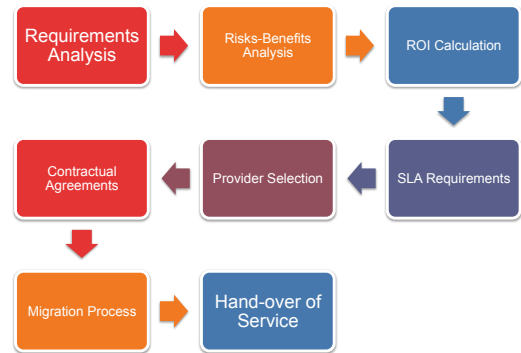 Requirements
Analysis
Risks-Benefits
Analysis
ROI Calculation
SLA Requirements
Provider Selection
Contractual
Agreements
Migration Process
Hand-over of
Service